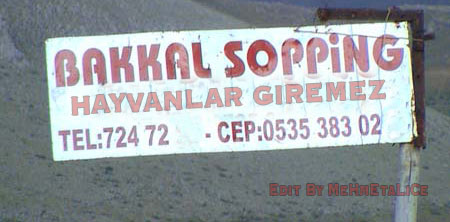 BAKKAL SOPPiNG
HAYVANLAR GIREMEZ
TEL:724 72 - CEP:0535 383 02
EDIT BY MEHMETALICE